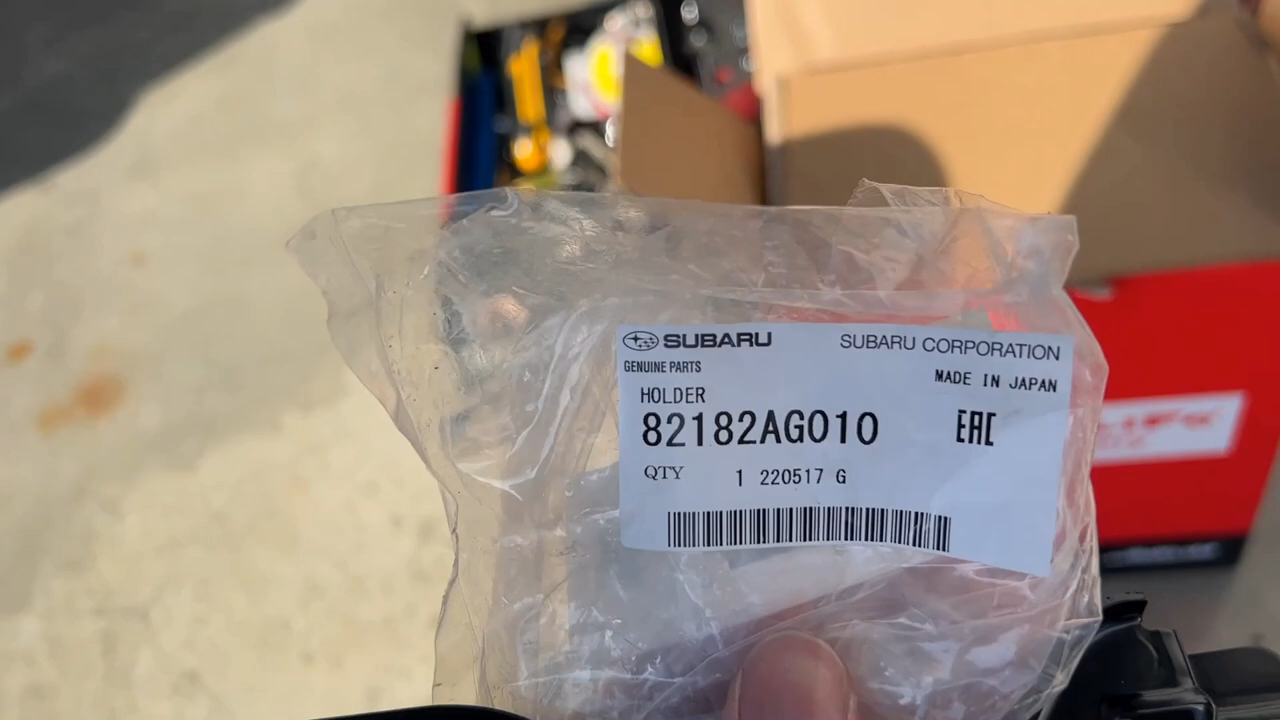 SUBARU
SUBARU CORPORATION
GENUINE PARTS
MADE IN JAPAN
HOLDER
82182AG010
EAC
QTY
1 220517 G